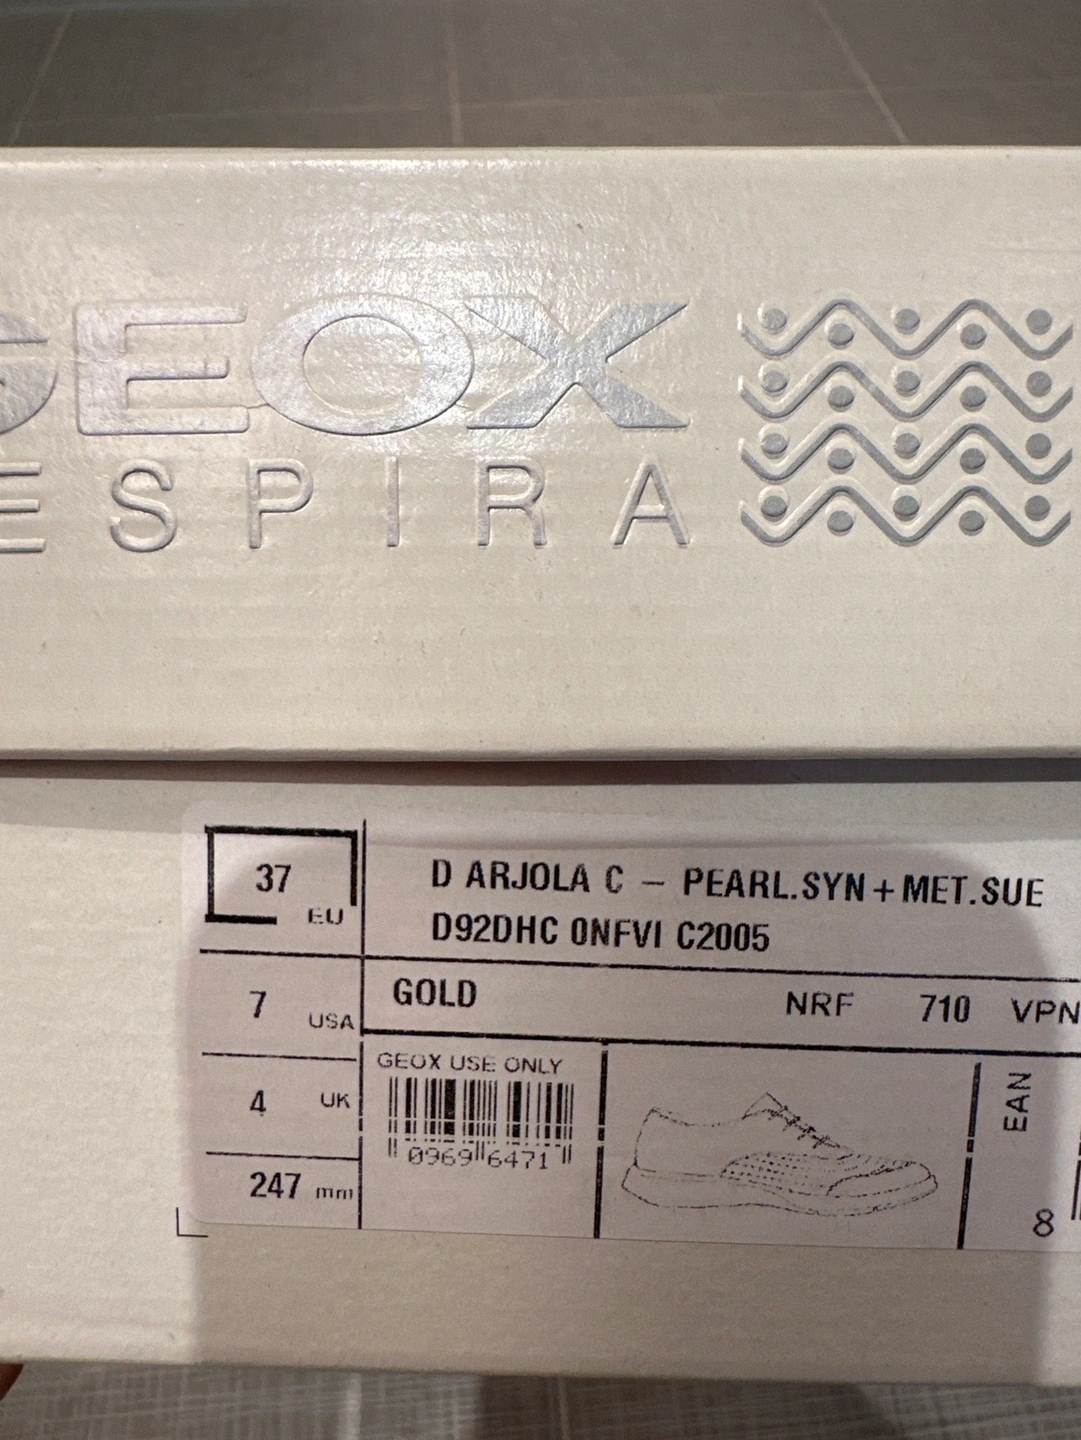 GEOX
ESPIRA
37 EU
D ARJOLA C - PEARL.SYN+MET.SUE
D92DHC 0NFVI C2005
7 USA
GOLD NRF 710 VPN
4 UK
GEOX USE ONLY
0969 6471
EAN
247 mm
8